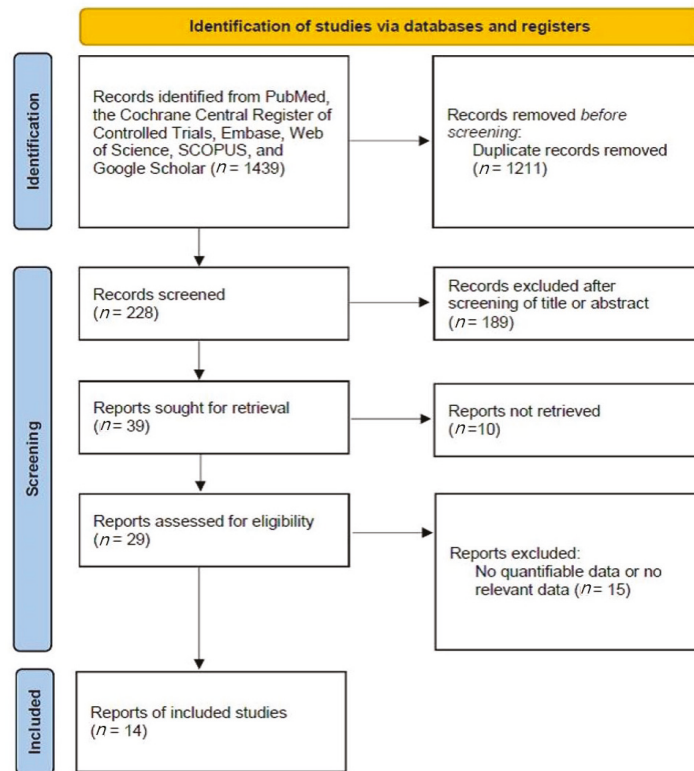 Identification of studies via databases and registers
Identification
Records identified from PubMed,
the Cochrane Central Register of
Controlled Trials, Embase, Web
of Science, SCOPUS, and
Google Scholar (n = 1439)
Records removed before
screening:
Duplicate records removed
(n = 1211)
Screening
Records screened
(n = 228)
Records excluded after
screening of title or abstract
(n = 189)
Reports sought for retrieval
(n = 39)
Reports not retrieved
(n =10)
Reports assessed for eligibility
(n = 29)
Reports excluded:
No quantifiable data or no
relevant data (n = 15)
Included
Reports of included studies
(n = 14)